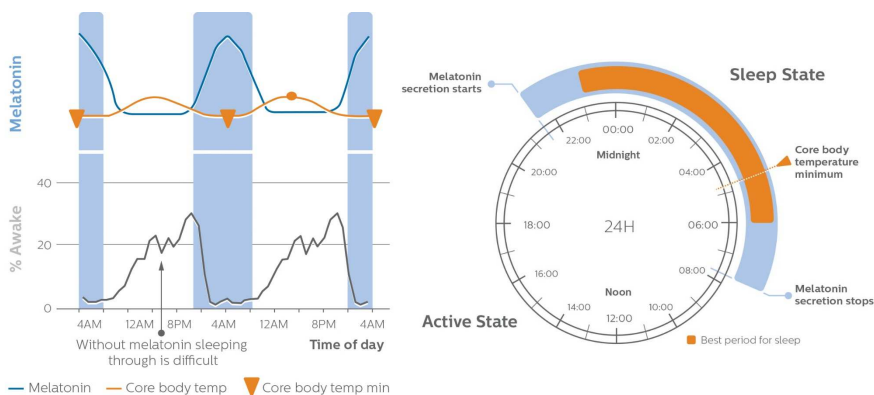 Melatonin
% Awake
40
20
0
4AM
12AM
8PM
4AM
12AM
8PM
4AM
Without melatonin sleeping
through is difficult
Time of day
Melatonin
Core body temp
Core body temp min
Melatonin
secretion starts
Sleep State
00:00
Midnight
02:00
04:00
06:00
08:00
10:00
12:00
Noon
14:00
16:00
18:00
20:00
22:00
24H
Core body
temperature
minimum
Melatonin
secretion stops
Active State
Best period for sleep